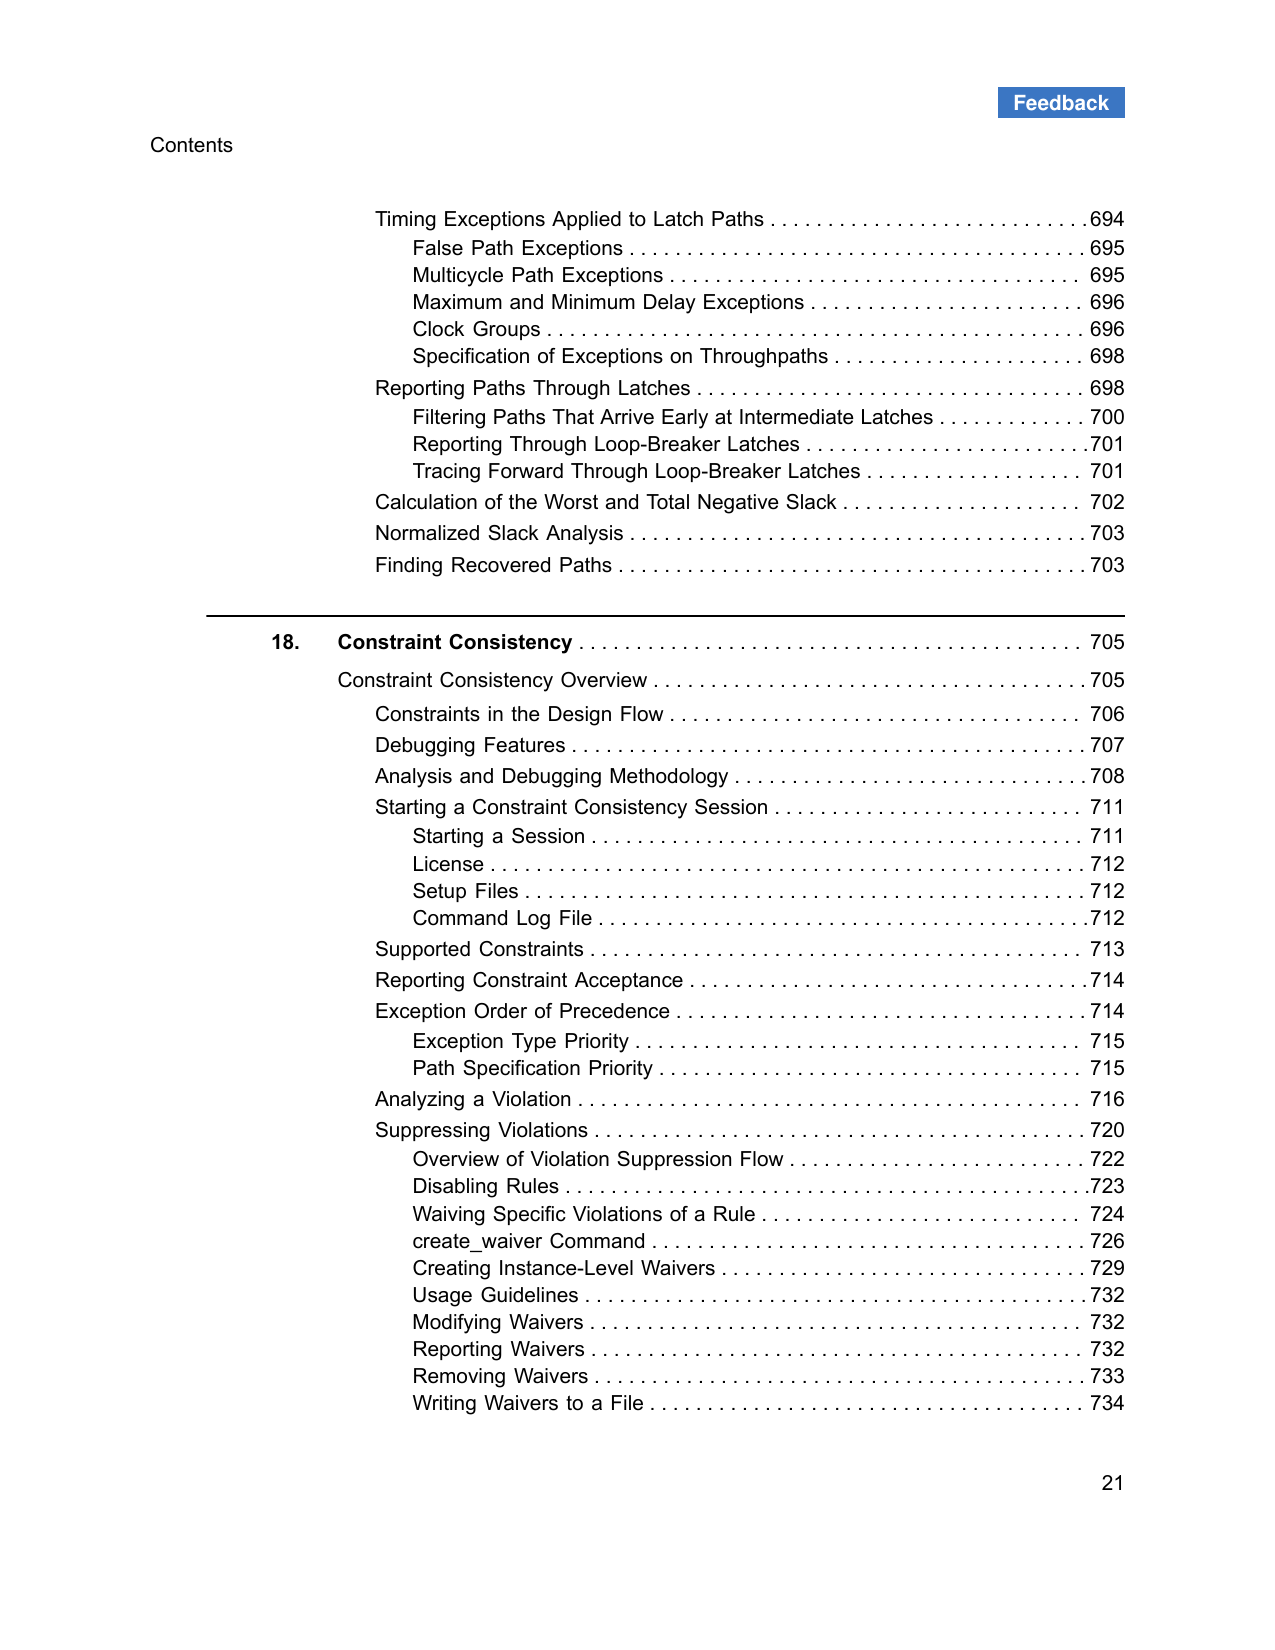 Feedback
Contents
Timing Exceptions Applied to Latch Paths . . . . . . . . . . . . . . . . . . . . . . . . . . . . 694
False Path Exceptions . . . . . . . . . . . . . . . . . . . . . . . . . . . . . . . . . . . . . . . . 695
Multicycle Path Exceptions . . . . . . . . . . . . . . . . . . . . . . . . . . . . . . . . . . . . 695
Maximum and Minimum Delay Exceptions . . . . . . . . . . . . . . . . . . . . . . . . 696
Clock Groups . . . . . . . . . . . . . . . . . . . . . . . . . . . . . . . . . . . . . . . . . . . . . . . 696
Specification of Exceptions on Throughpaths . . . . . . . . . . . . . . . . . . . . . . 698
Reporting Paths Through Latches . . . . . . . . . . . . . . . . . . . . . . . . . . . . . . . . . . 698
Filtering Paths That Arrive Early at Intermediate Latches . . . . . . . . . . . . . 700
Reporting Through Loop-Breaker Latches . . . . . . . . . . . . . . . . . . . . . . . . . 701
Tracing Forward Through Loop-Breaker Latches . . . . . . . . . . . . . . . . . . . 701
Calculation of the Worst and Total Negative Slack . . . . . . . . . . . . . . . . . . . . . 702
Normalized Slack Analysis . . . . . . . . . . . . . . . . . . . . . . . . . . . . . . . . . . . . . . . . 703
Finding Recovered Paths . . . . . . . . . . . . . . . . . . . . . . . . . . . . . . . . . . . . . . . . . 703
18. Constraint Consistency . . . . . . . . . . . . . . . . . . . . . . . . . . . . . . . . . . . . . . . . . . . . 705
Constraint Consistency Overview . . . . . . . . . . . . . . . . . . . . . . . . . . . . . . . . . . . . . . 705
Constraints in the Design Flow . . . . . . . . . . . . . . . . . . . . . . . . . . . . . . . . . . . . 706
Debugging Features . . . . . . . . . . . . . . . . . . . . . . . . . . . . . . . . . . . . . . . . . . . . . 707
Analysis and Debugging Methodology . . . . . . . . . . . . . . . . . . . . . . . . . . . . . . . 708
Starting a Constraint Consistency Session . . . . . . . . . . . . . . . . . . . . . . . . . . . 711
Starting a Session . . . . . . . . . . . . . . . . . . . . . . . . . . . . . . . . . . . . . . . . . . . 711
License . . . . . . . . . . . . . . . . . . . . . . . . . . . . . . . . . . . . . . . . . . . . . . . . . . . . 712
Setup Files . . . . . . . . . . . . . . . . . . . . . . . . . . . . . . . . . . . . . . . . . . . . . . . . . 712
Command Log File . . . . . . . . . . . . . . . . . . . . . . . . . . . . . . . . . . . . . . . . . . . 712
Supported Constraints . . . . . . . . . . . . . . . . . . . . . . . . . . . . . . . . . . . . . . . . . . . 713
Reporting Constraint Acceptance . . . . . . . . . . . . . . . . . . . . . . . . . . . . . . . . . . . 714
Exception Order of Precedence . . . . . . . . . . . . . . . . . . . . . . . . . . . . . . . . . . . . 714
Exception Type Priority . . . . . . . . . . . . . . . . . . . . . . . . . . . . . . . . . . . . . . . 715
Path Specification Priority . . . . . . . . . . . . . . . . . . . . . . . . . . . . . . . . . . . . . 715
Analyzing a Violation . . . . . . . . . . . . . . . . . . . . . . . . . . . . . . . . . . . . . . . . . . . . 716
Suppressing Violations . . . . . . . . . . . . . . . . . . . . . . . . . . . . . . . . . . . . . . . . . . . 720
Overview of Violation Suppression Flow . . . . . . . . . . . . . . . . . . . . . . . . . . 722
Disabling Rules . . . . . . . . . . . . . . . . . . . . . . . . . . . . . . . . . . . . . . . . . . . . . . 723
Waiving Specific Violations of a Rule . . . . . . . . . . . . . . . . . . . . . . . . . . . . 724
create_waiver Command . . . . . . . . . . . . . . . . . . . . . . . . . . . . . . . . . . . . . . 726
Creating Instance-Level Waivers . . . . . . . . . . . . . . . . . . . . . . . . . . . . . . . . 729
Usage Guidelines . . . . . . . . . . . . . . . . . . . . . . . . . . . . . . . . . . . . . . . . . . . . 732
Modifying Waivers . . . . . . . . . . . . . . . . . . . . . . . . . . . . . . . . . . . . . . . . . . . 732
Reporting Waivers . . . . . . . . . . . . . . . . . . . . . . . . . . . . . . . . . . . . . . . . . . . 732
Removing Waivers . . . . . . . . . . . . . . . . . . . . . . . . . . . . . . . . . . . . . . . . . . . 733
Writing Waivers to a File . . . . . . . . . . . . . . . . . . . . . . . . . . . . . . . . . . . . . . 734
21